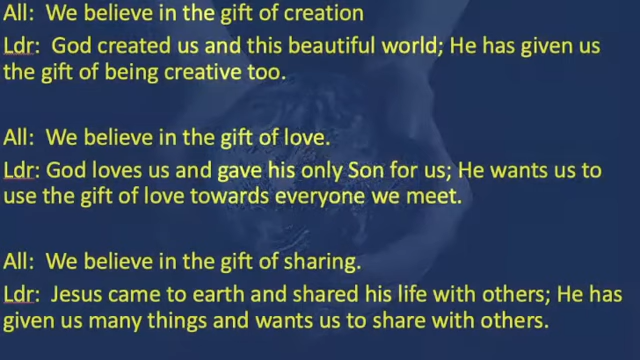 All:  We believe in the gift of creation
Ldr:  God created us and this beautiful world; He has given us
the gift of being creative too.
All:  We believe in the gift of love.
Ldr: God loves us and gave his only Son for us; He wants us to
use the gift of love towards everyone we meet.
All:  We believe in the gift of sharing.
Ldr:  Jesus came to earth and shared his life with others; He has
given us many things and wants us to share with others.